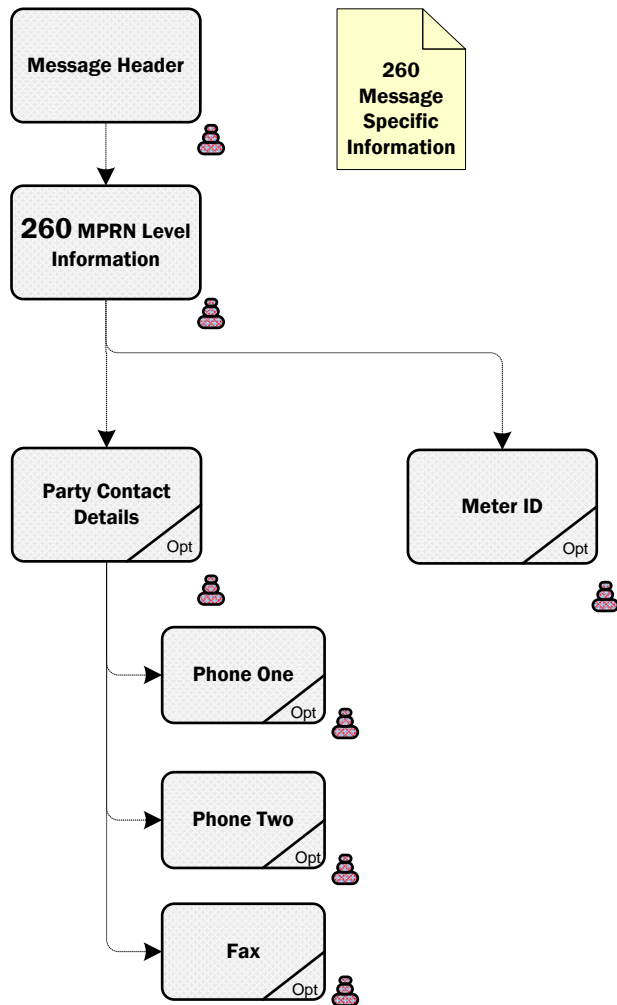 Message Header
260
Message
Specific
Information
260 MPRN Level
Information
Party Contact
Details
Opt
Meter ID
Opt
Phone One
Opt
Phone Two
Opt
Fax
Opt